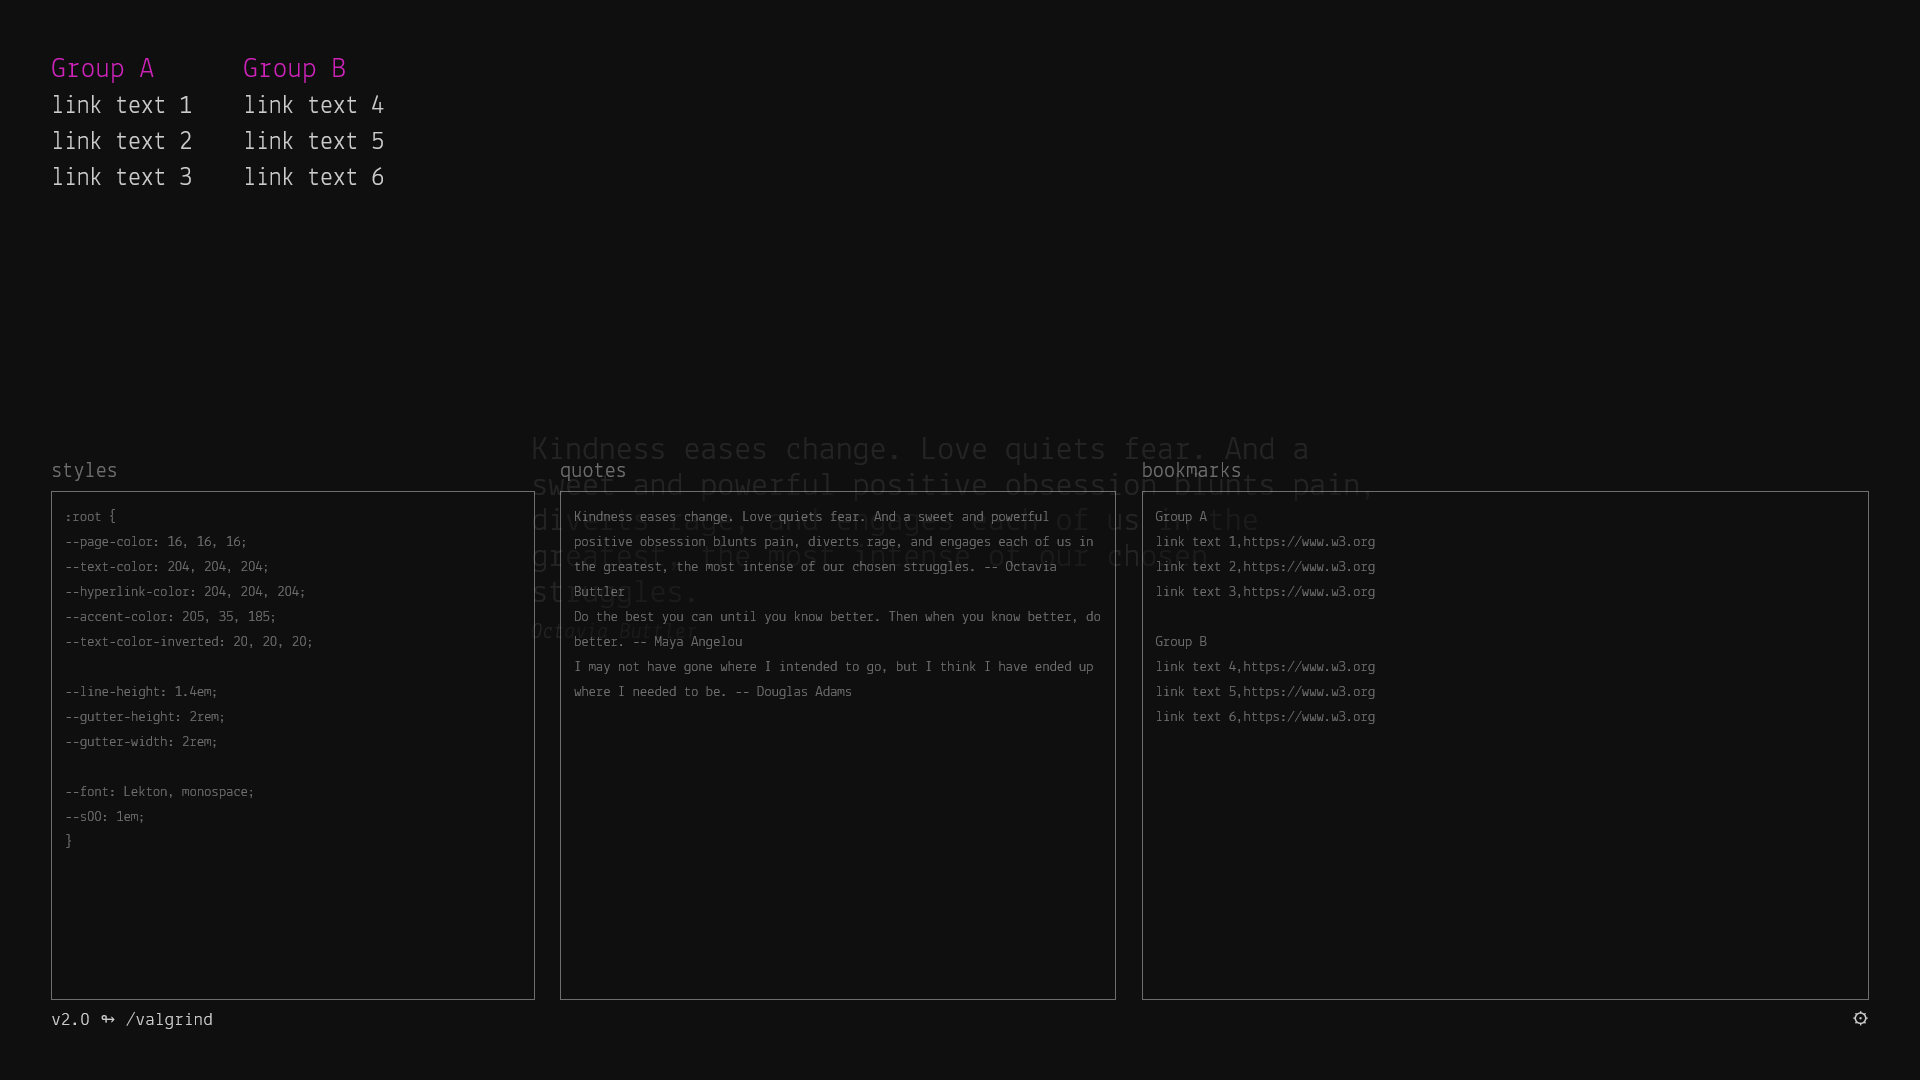 Group A
link text 1
link text 2
link text 3
Group B
link text 4
link text 5
link text 6
Kindness eases change. Love quiets fear. And a
sweet and powerful positive obsession blunts pain,
diverts rage, and engages each of us in the
greatest, the most intense of our chosen
struggles.
Octavia Buttler
styles
:root {
--page-color: 16, 16, 16;
--text-color: 204, 204, 204;
--hyperlink-color: 204, 204, 204;
--accent-color: 205, 35, 185;
--text-color-inverted: 20, 20, 20;
--line-height: 1.4em;
--gutter-height: 2rem;
--gutter-width: 2rem;
--font: Lekton, monospace;
--s00: 1em;
}
quotes
Kindness eases change. Love quiets fear. And a sweet and powerful
positive obsession blunts pain, diverts rage, and engages each of us in
the greatest, the most intense of our chosen struggles. -- Octavia
Buttler
Do the best you can until you know better. Then when you know better, do
better. -- Maya Angelou
I may not have gone where I intended to go, but I think I have ended up
where I needed to be. -- Douglas Adams
bookmarks
Group A
link text 1,https://www.w3.org
link text 2,https://www.w3.org
link text 3,https://www.w3.org
Group B
link text 4,https://www.w3.org
link text 5,https://www.w3.org
link text 6,https://www.w3.org
v2.0 ↬ /valgrind